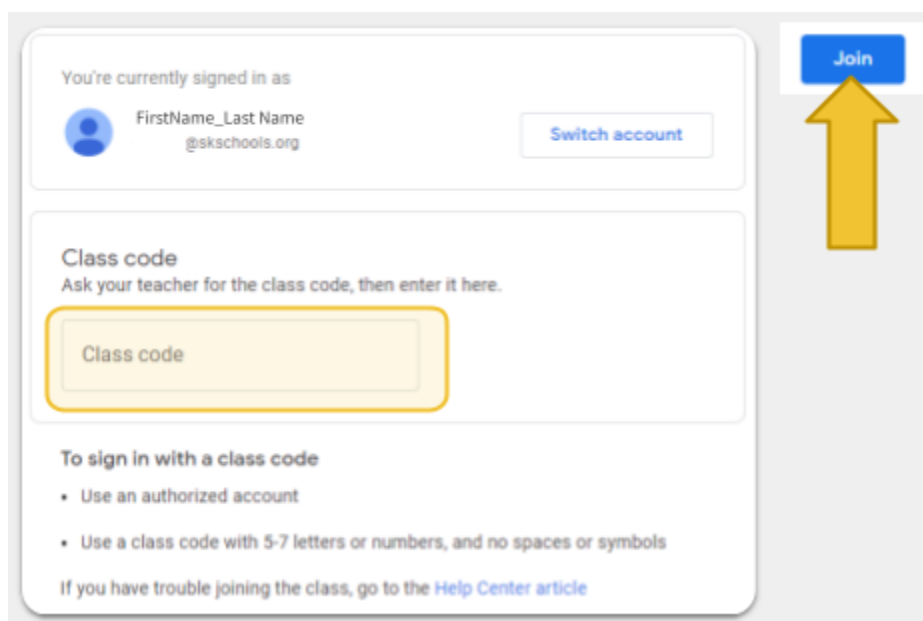 Join
You're currently signed in as
FirstName_Last Name
@skschools.org
Switch account
Class code
Ask your teacher for the class code, then enter it here.
Class code
To sign in with a class code
• Use an authorized account
• Use a class code with 5-7 letters or numbers, and no spaces or symbols
If you have trouble joining the class, go to the Help Center article